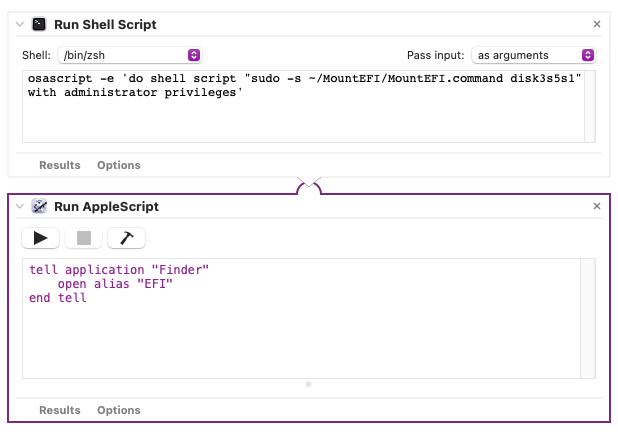 Run Shell Script
Shell: /bin/zsh Pass input: as arguments
osascript -e 'do shell script "sudo -s ~/MountEFI/MountEFI.command disk3s5s1"
with administrator privileges'
Results Options
Run AppleScript
tell application "Finder"
    open alias "EFI"
end tell
Results Options